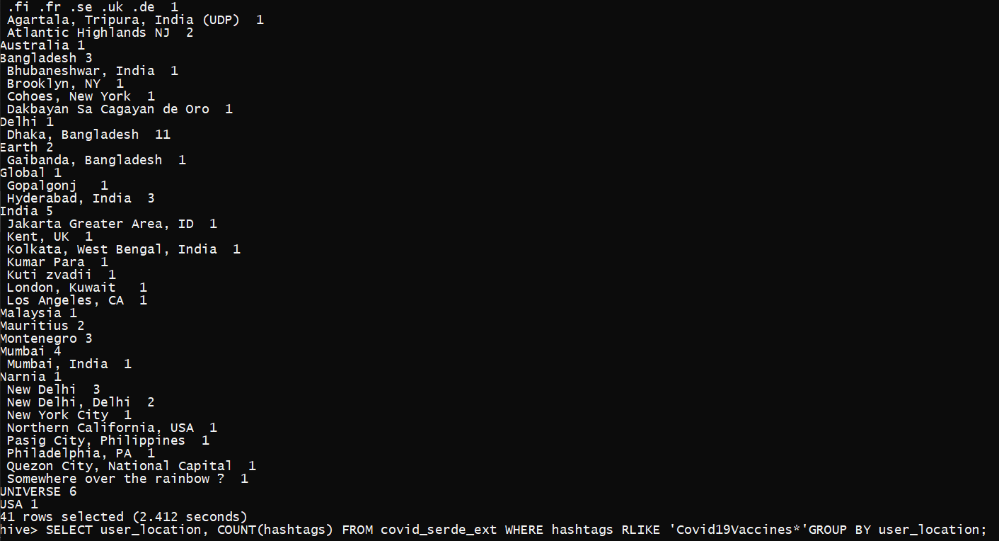 .fi .fr .se .uk .de 1
Agartala, Tripura, India (UDP) 1
Atlantic Highlands NJ 2
Australia 1
Bangladesh 3
Bhubaneshwar, India 1
Brooklyn, NY 1
Cohoes, New York 1
Dakbayan Sa Cagayan de Oro 1
Delhi 1
Dhaka, Bangladesh 11
Earth 2
Gaibanda, Bangladesh 1
Global 1
Gopalgonj 1
Hyderabad, India 3
India 5
Jakarta Greater Area, ID 1
Kent, UK 1
Kolkata, West Bengal, India 1
Kumar Para 1
Kuti zvadii 1
London, Kuwait 1
Los Angeles, CA 1
Malaysia 1
Mauritius 2
Montenegro 3
Mumbai 4
Mumbai, India 1
Narnia 1
New Delhi 3
New Delhi, Delhi 2
New York City 1
Northern California, USA 1
Pasig City, Philippines 1
Philadelphia, PA 1
Quezon City, National Capital 1
Somewhere over the rainbow ? 1
UNIVERSE 6
USA 1
41 rows selected (2.412 seconds)
hive> SELECT user_location, COUNT(hashtags) FROM covid_serde_ext WHERE hashtags RLIKE 'Covid19Vaccines*'GROUP BY user_location;